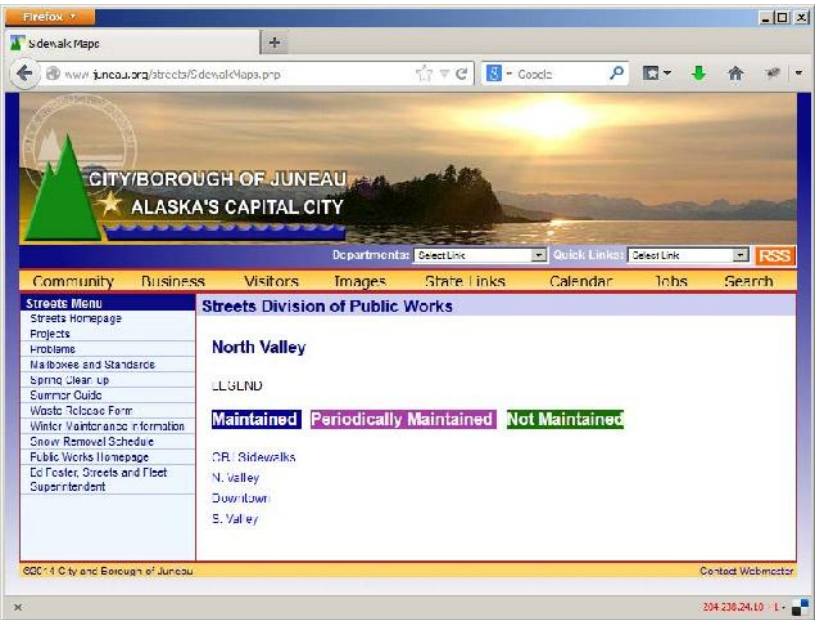 Firefox
Sidewalk Maps
www.juneau.org/streets/SidewalkMaps.php
Google
CITY/BOROUGH OF JUNEAU
ALASKA'S CAPITAL CITY
Departments: Select Link Quick Links: Select Link RSS
Community Business Visitors Images State Links Calendar Jobs Search
Streets Menu
Streets Homepage
Projects
Problems
Mailboxes and Standards
Spring Clean up
Summer Guide
Waste Release Form
Winter Maintenance Information
Snow Removal Schedule
Public Works Homepage
Ed Foster, Streets and Fleet
Superintendent
Streets Division of Public Works
North Valley
LEGEND
Maintained Periodically Maintained Not Maintained
CBJ Sidewalks
N. Valley
Downtown
S. Valley
©2014 City and Borough of Juneau
Contact Webmaster
204.238.24.10